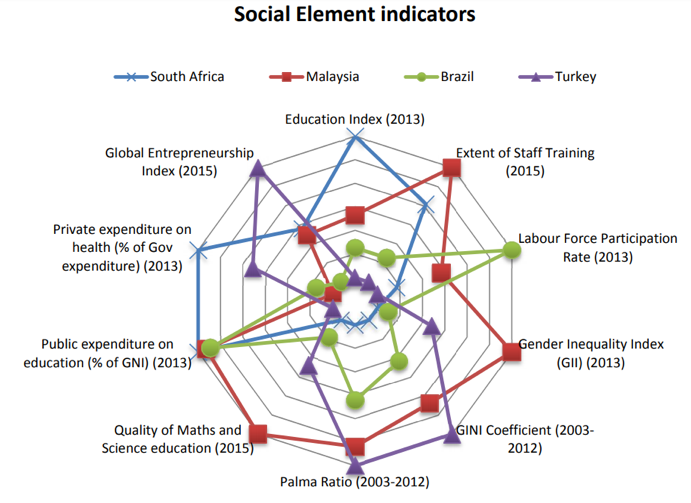 Social Element indicators
South Africa
Malaysia
Brazil
Turkey
Education Index (2013)
Global Entrepreneurship
Index (2015)
Extent of Staff Training
(2015)
Private expenditure on
health (% of Gov
expenditure) (2013)
Labour Force Participation
Rate (2013)
Public expenditure on
education (% of GNI) (2013)
Gender Inequality Index
(GII) (2013)
Quality of Maths and
Science education (2015)
GINI Coefficient (2003-
2012)
Palma Ratio (2003-2012)